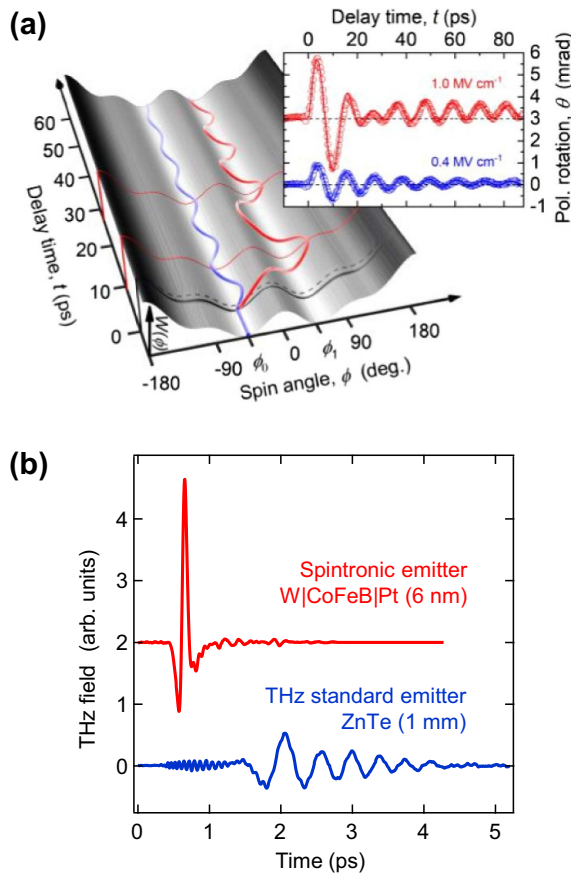 (a)
Delay time, t (ps)
0 20 40 60 80
6
5
4
3
2
1
0
-1
Pol. rotation, θ (mrad)
1.0 MV cm⁻¹
0.4 MV cm⁻¹
60
50
40
30
20
10
0
Delay time, t (ps)
W(ϕ)
-180 -90 ϕ₀ 0 ϕ₁ 90 180
Spin angle, ϕ (deg.)
(b)
4
3
2
1
0
THz field (arb. units)
Spintronic emitter
W|CoFeB|Pt (6 nm)
THz standard emitter
ZnTe (1 mm)
0 1 2 3 4 5
Time (ps)